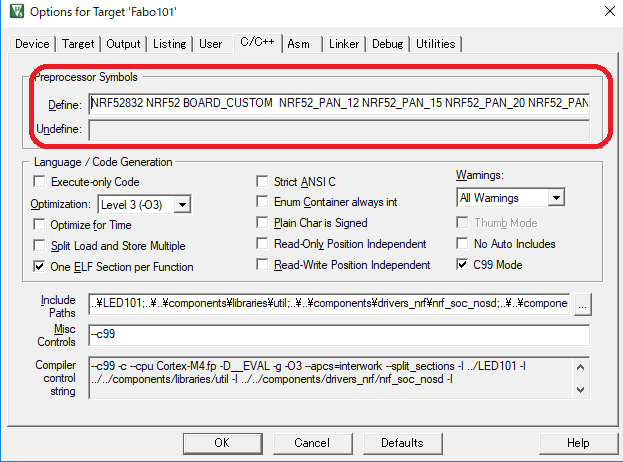 Options for Target 'Fabo101'
Device Target Output Listing User C/C++ Asm Linker Debug Utilities
Preprocessor Symbols
Define: NRF52832 NRF52 BOARD_CUSTOM NRF52_PAN_12 NRF52_PAN_15 NRF52_PAN_20 NRF52_PAN
Undefine:
Language / Code Generation
Execute-only Code
Strict ANSI C
Warnings:
Optimization: Level 3 (-O3)
Enum Container always int
All Warnings
Optimize for Time
Plain Char is Signed
Thumb Mode
Split Load and Store Multiple
Read-Only Position Independent
No Auto Includes
One ELF Section per Function
Read-Write Position Independent
C99 Mode
Include Paths
..¥LED101;..¥..¥components¥libraries¥util;..¥..¥components¥drivers_nrf¥nrf_soc_nosd;..¥..¥compone
...
Misc Controls
--c99
Compiler control string
--c99 -c --cpu Cortex-M4.fp -D__EVAL -g -O3 --apcs=interwork --split_sections -I ../LED101 -I
../../components/libraries/util -I ../../components/drivers_nrf/nrf_soc_nosd -I
OK Cancel Defaults Help